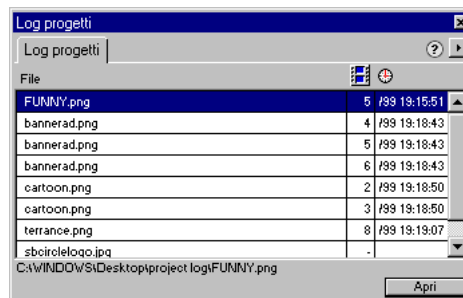 Log progetti
Log progetti ?
File
FUNNY.png 5 /99 19:15:51
bannerad.png 4 /99 19:18:43
bannerad.png 5 /99 19:18:43
bannerad.png 6 /99 19:18:43
cartoon.png 2 /99 19:18:50
cartoon.png 3 /99 19:18:50
terrance.png 8 /99 19:19:07
sbcirclelogo.jpg -
C:\WINDOWS\Desktop\project log\FUNNY.png
Apri